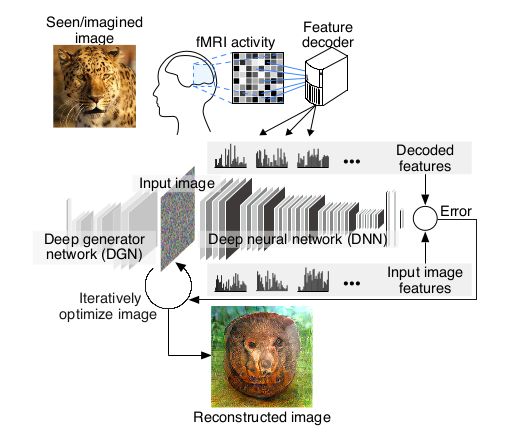 Seen/imagined
image
fMRI activity
Feature
decoder
Decoded
features
•••
Input image
Error
Deep generator
network (DGN)
Deep neural network (DNN)
Input image
features
•••
Iteratively
optimize image
Reconstructed image